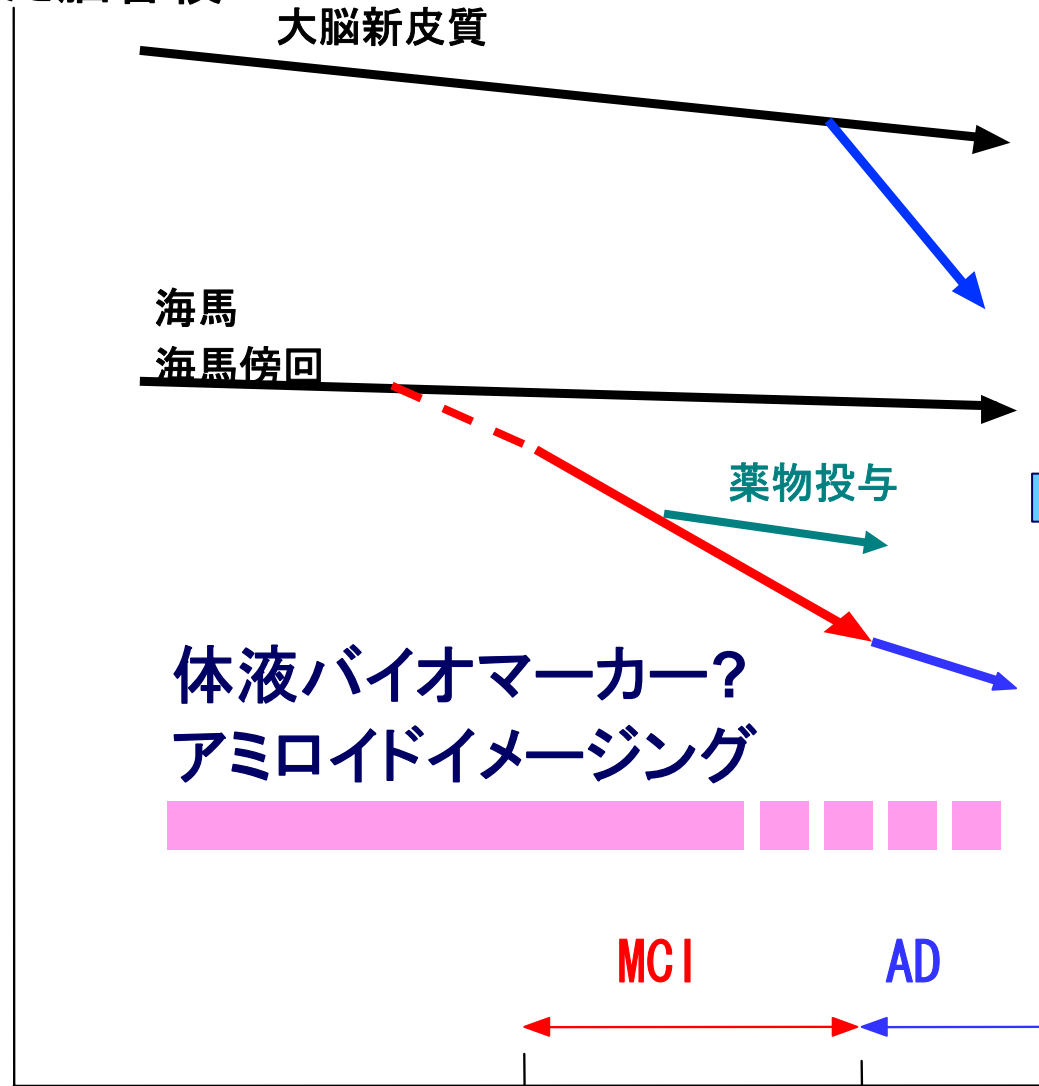 大脳新皮質
海馬
海馬傍回
薬物投与
体液バイオマーカー?
アミロイドイメージング
MCI
AD